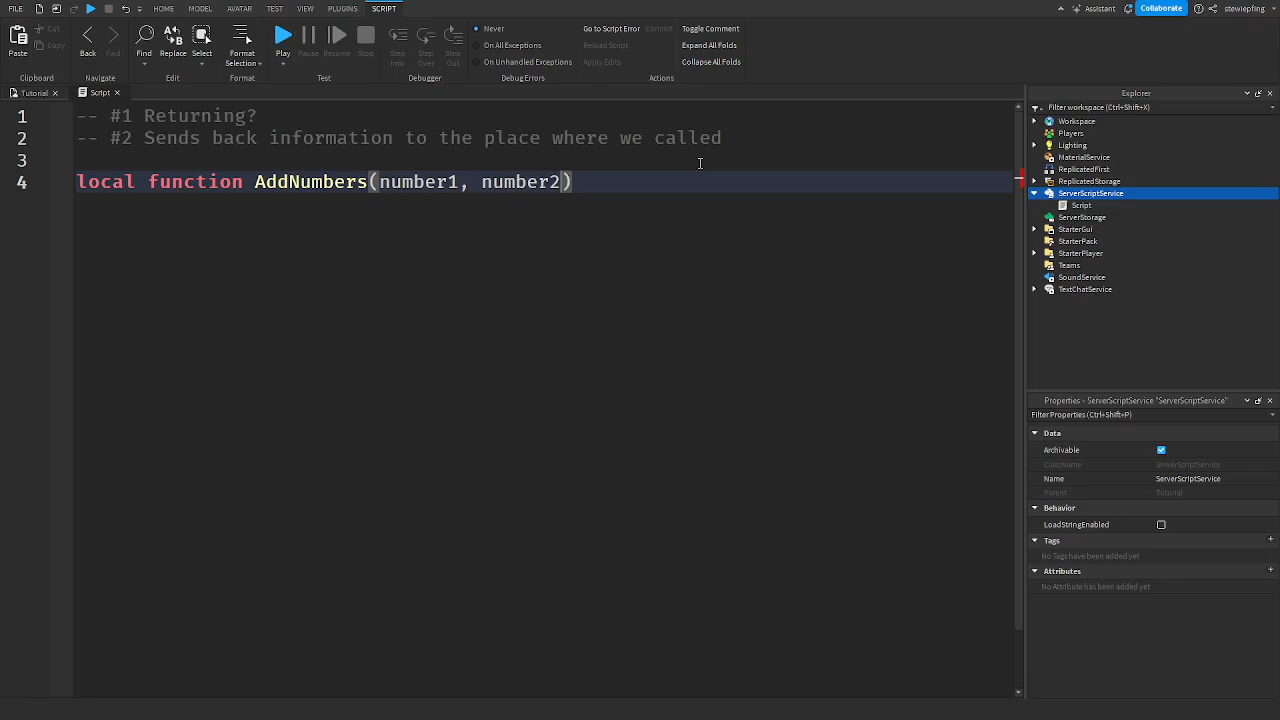 FILE HOME MODEL AVATAR TEST VIEW PLUGINS SCRIPT Assistant Collaborate stewiepfing
Cut Never Go to Script Error Commit Toggle Comment
Paste Copy Back Fwd Find Replace Select Format Selection Play Pause Resume Stop Step Into Step Over Step Out On All Exceptions Reload Script Expand All Folds
On Unhandled Exceptions Apply Edits Collapse All Folds
Clipboard Navigate Edit Format Test Debugger Debug Errors Actions
Tutorial × Script × Explorer
Filter workspace (Ctrl+Shift+X)
1 -- #1 Returning?
2 -- #2 Sends back information to the place where we called
3
4 local function AddNumbers(number1, number2)
Workspace
Players
Lighting
MaterialService
ReplicatedFirst
ReplicatedStorage
ServerScriptService
Script
ServerStorage
StarterGui
StarterPack
StarterPlayer
Teams
SoundService
TextChatService
Properties - ServerScriptService "ServerScriptService"
Filter Properties (Ctrl+Shift+P)
Data
Archivable
ClassName ServerScriptService
Name ServerScriptService
Parent Tutorial
Behavior
LoadStringEnabled
Tags
No Tags have been added yet
Attributes
No Attribute has been added yet